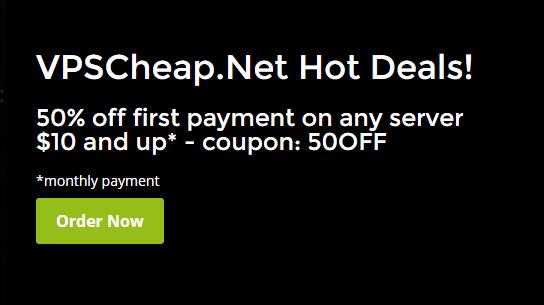 VPSCheap.Net Hot Deals!
50% off first payment on any server
$10 and up* - coupon: 50OFF
*monthly payment
Order Now